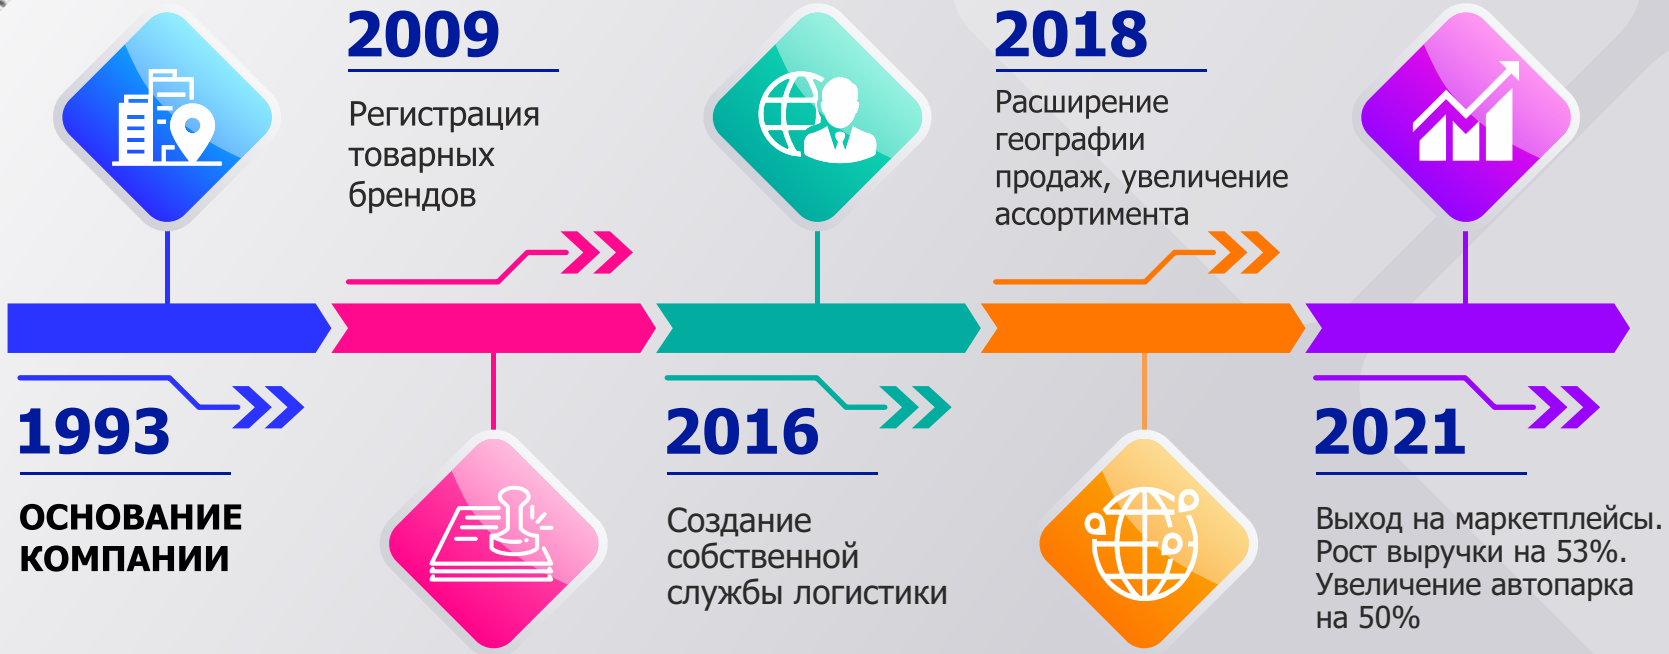 1993
ОСНОВАНИЕ
КОМПАНИИ
2009
Регистрация
товарных
брендов
2016
Создание
собственной
службы логистики
2018
Расширение
географии
продаж, увеличение
ассортимента
2021
Выход на маркетплейсы.
Рост выручки на 53%.
Увеличение автопарка
на 50%